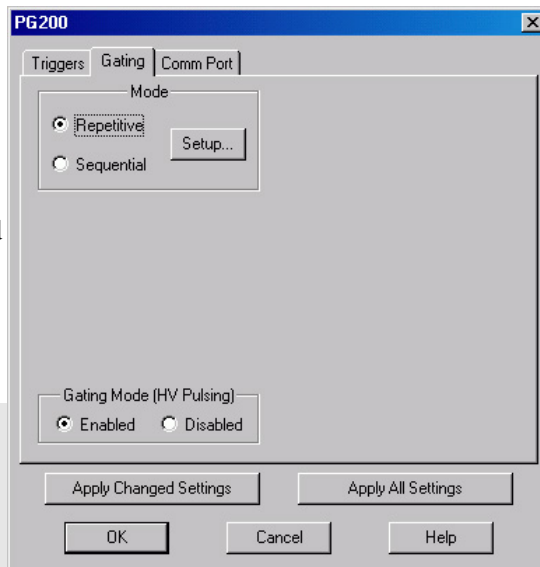 PG200
Triggers Gating Comm Port
Mode
Repetitive
Setup...
Sequential
Gating Mode (HV Pulsing)
Enabled Disabled
Apply Changed Settings Apply All Settings
OK Cancel Help